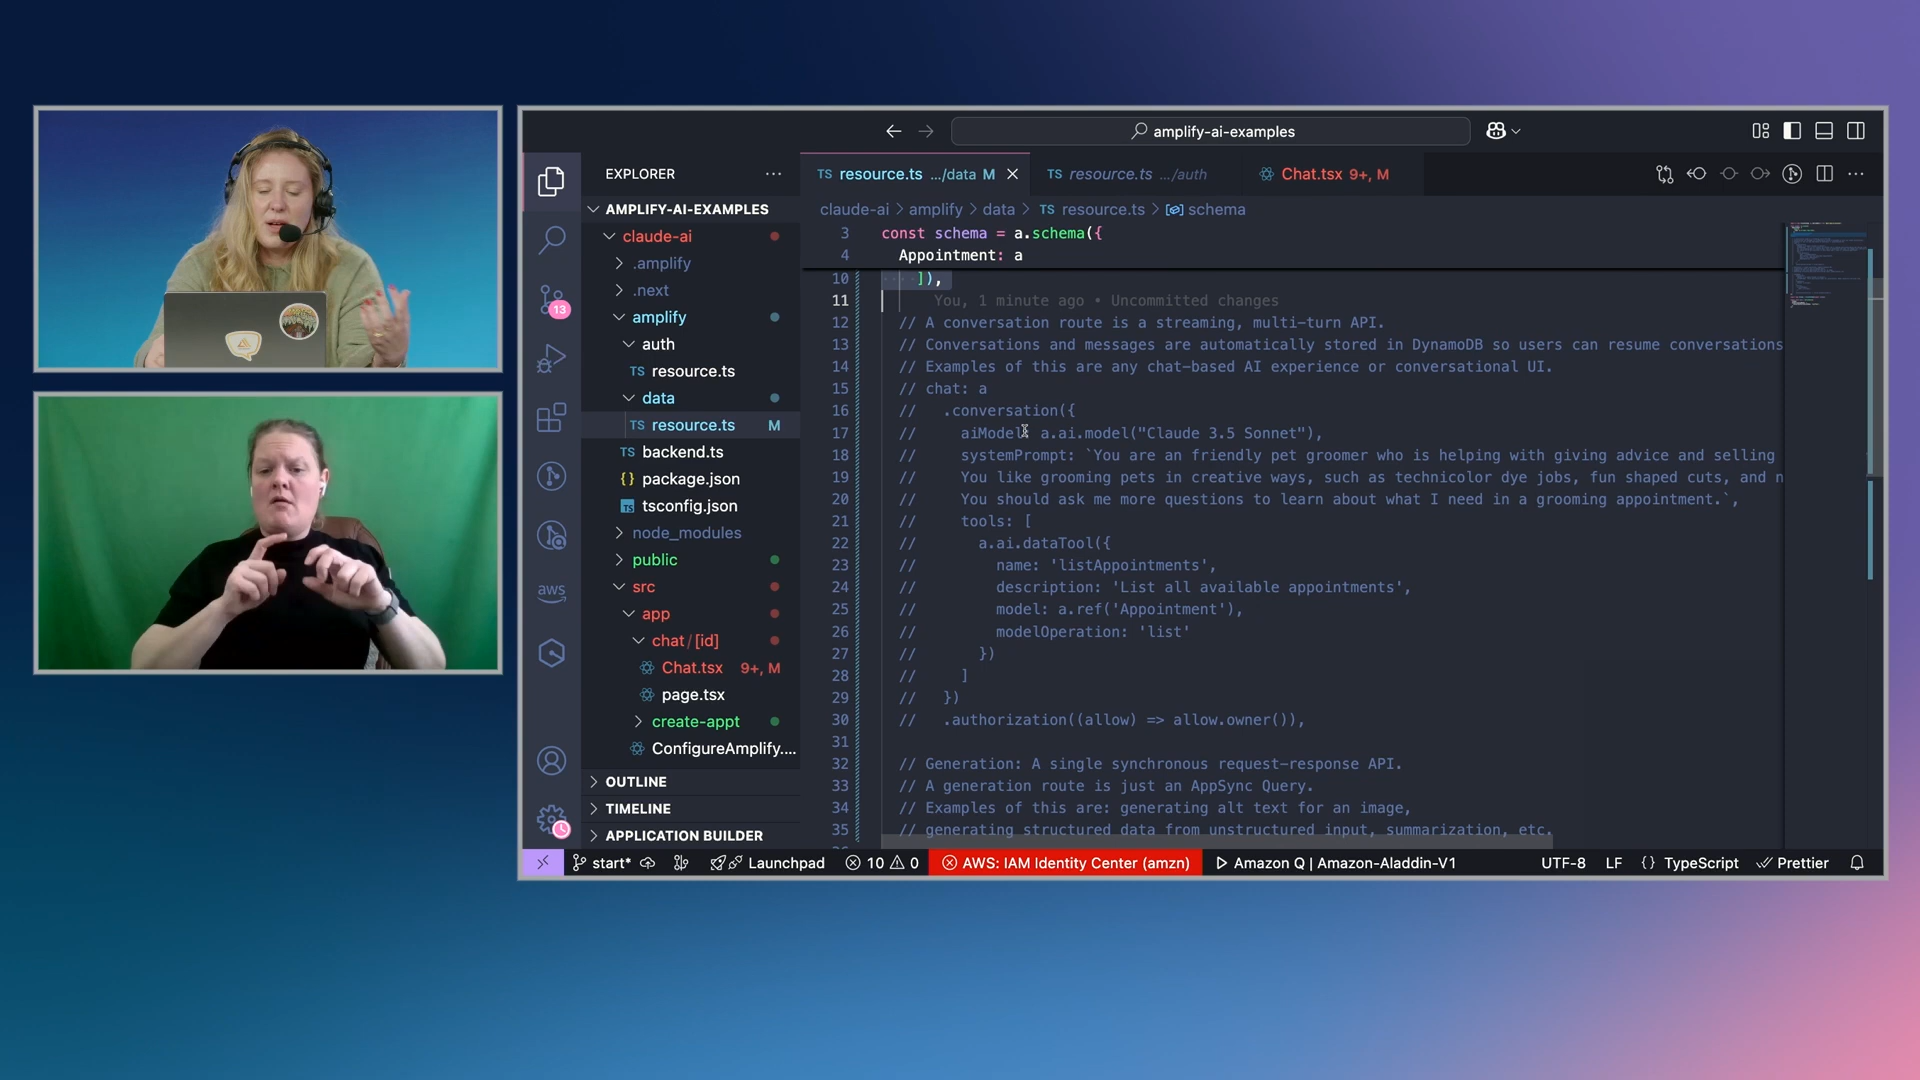 amplify-ai-examples
EXPLORER
AMPLIFY-AI-EXAMPLES
claude-ai
.amplify
.next
amplify
auth
TS resource.ts
data
TS resource.ts M
TS backend.ts
{} package.json
tsconfig.json
node_modules
public
src
app
chat/[id]
Chat.tsx 9+, M
page.tsx
create-appt
ConfigureAmplify....
OUTLINE
TIMELINE
APPLICATION BUILDER
13
aws
TS resource.ts .../data M
TS resource.ts .../auth
Chat.tsx 9+, M
claude-ai > amplify > data > TS resource.ts > schema
3 const schema = a.schema({
4 Appointment: a
10 ]),
11 You, 1 minute ago • Uncommitted changes
12 // A conversation route is a streaming, multi-turn API.
13 // Conversations and messages are automatically stored in DynamoDB so users can resume conversations
14 // Examples of this are any chat-based AI experience or conversational UI.
15 // chat: a
16 // .conversation({
17 // aiModel: a.ai.model("Claude 3.5 Sonnet"),
18 // systemPrompt: `You are an friendly pet groomer who is helping with giving advice and selling
19 // You like grooming pets in creative ways, such as technicolor dye jobs, fun shaped cuts, and n
20 // You should ask me more questions to learn about what I need in a grooming appointment.`,
21 // tools: [
22 // a.ai.dataTool({
23 // name: 'listAppointments',
24 // description: 'List all available appointments',
25 // model: a.ref('Appointment'),
26 // modelOperation: 'list'
27 // })
28 // ]
29 // })
30 // .authorization((allow) => allow.owner()),
31
32 // Generation: A single synchronous request-response API.
33 // A generation route is just an AppSync Query.
34 // Examples of this are: generating alt text for an image,
35 // generating structured data from unstructured input, summarization, etc.
start* Launchpad 10 0 AWS: IAM Identity Center (amzn) Amazon Q | Amazon-Aladdin-V1 UTF-8 LF {} TypeScript Prettier